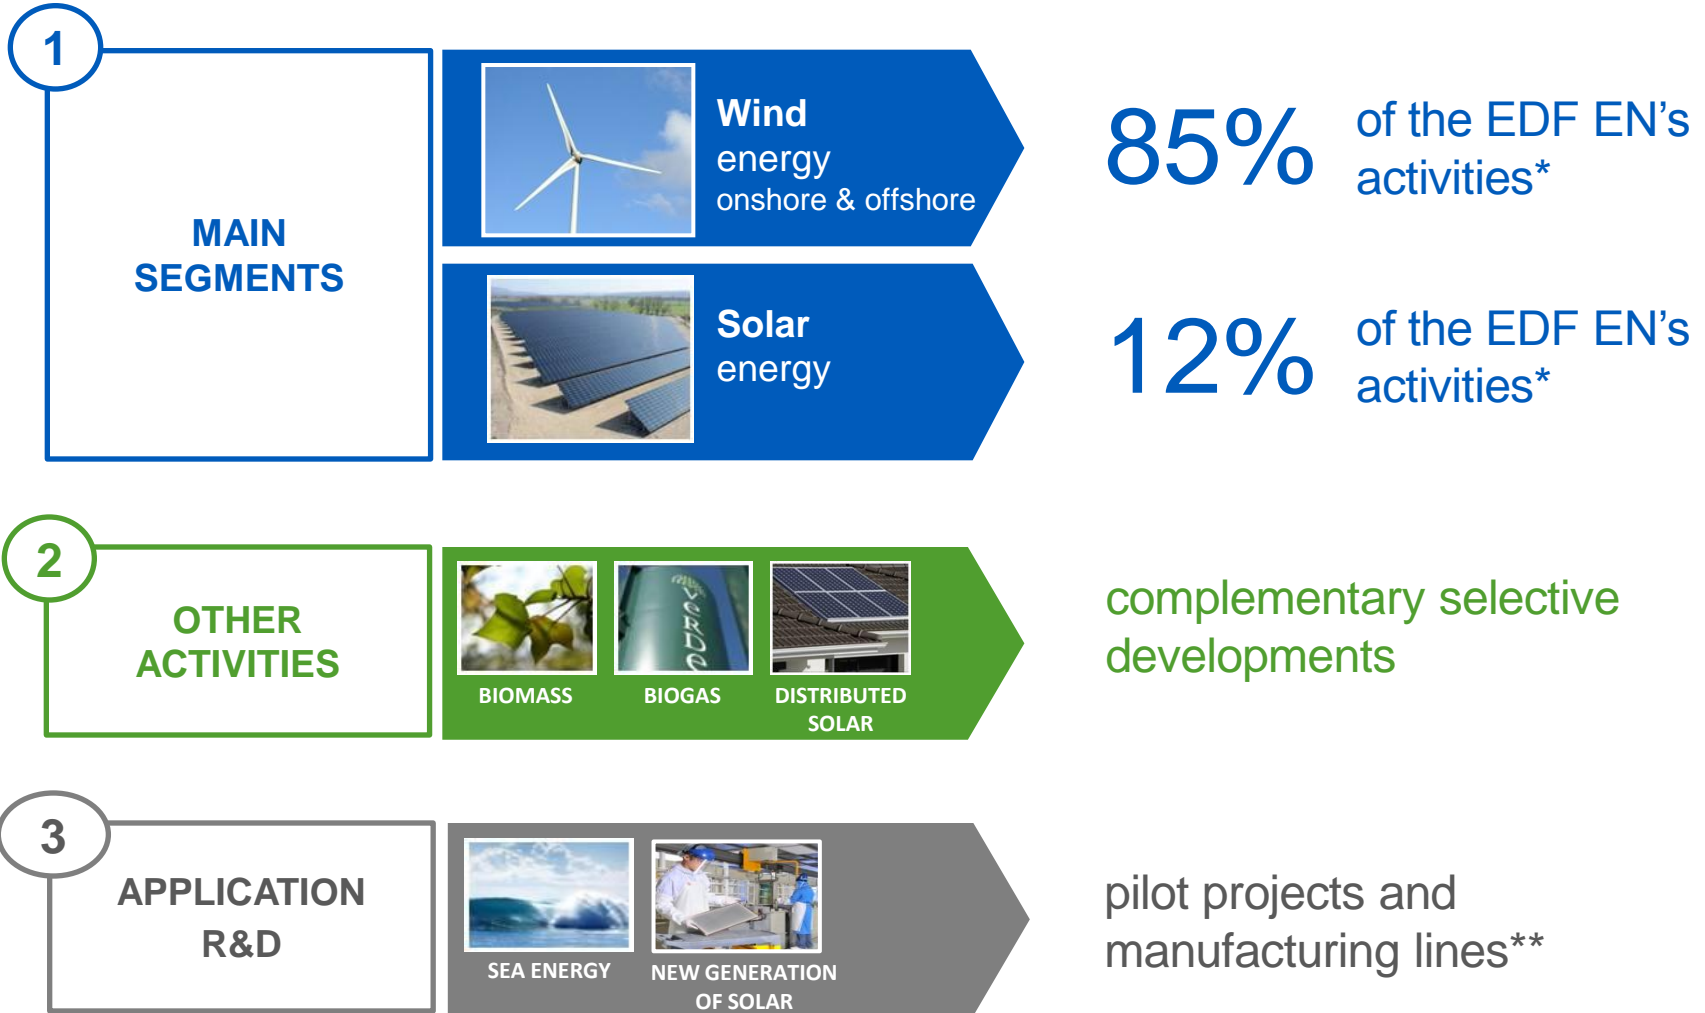 1
MAIN
SEGMENTS
Wind
energy
onshore & offshore
85%
of the EDF EN's
activities*
Solar
energy
12%
of the EDF EN's
activities*
2
OTHER
ACTIVITIES
VERDE
BIOMASS
BIOGAS
DISTRIBUTED
SOLAR
complementary selective
developments
3
APPLICATION
R&D
SEA ENERGY
NEW GENERATION
OF SOLAR
pilot projects and
manufacturing lines**